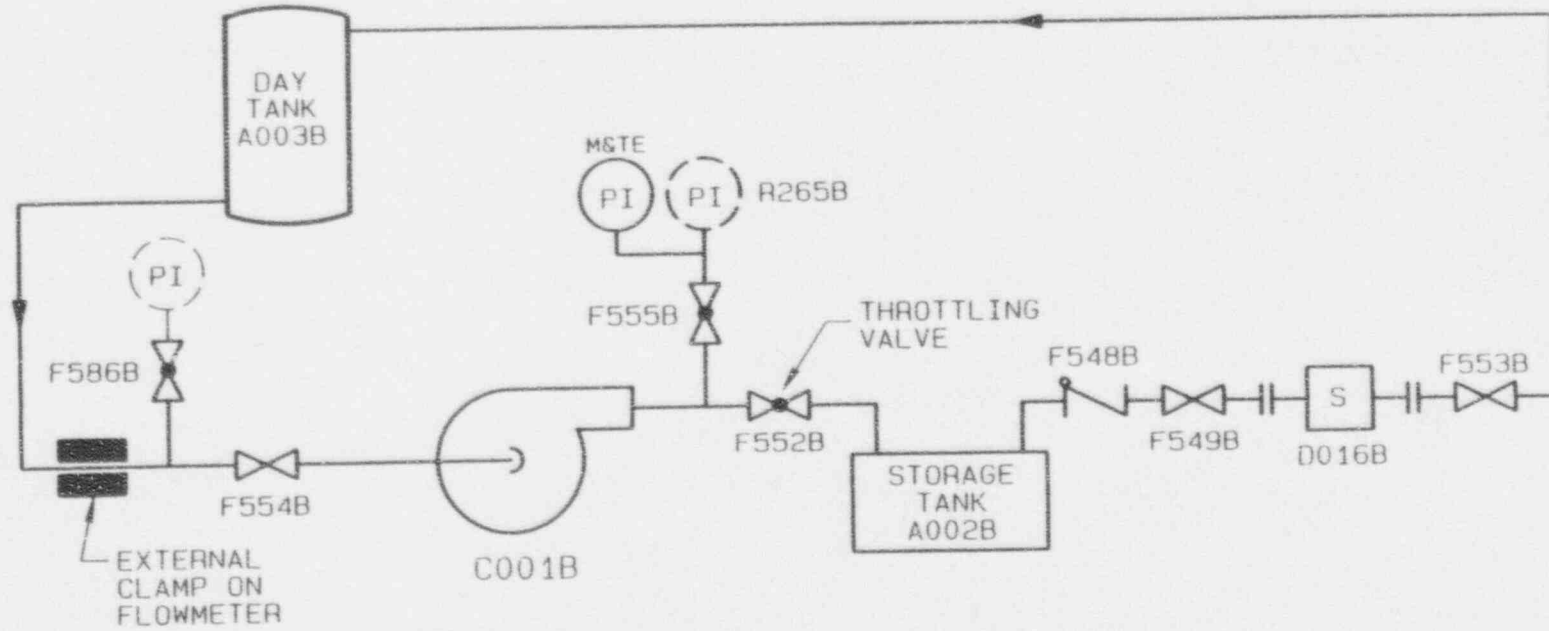 DAY
TANK
A003B
M&TE
PI
PI
R265B
PI
F586B
F555B
THROTTLING
VALVE
F548B
F553B
F552B
F549B
S
D016B
F554B
STORAGE
TANK
A002B
C001B
EXTERNAL
CLAMP ON
FLOWMETER